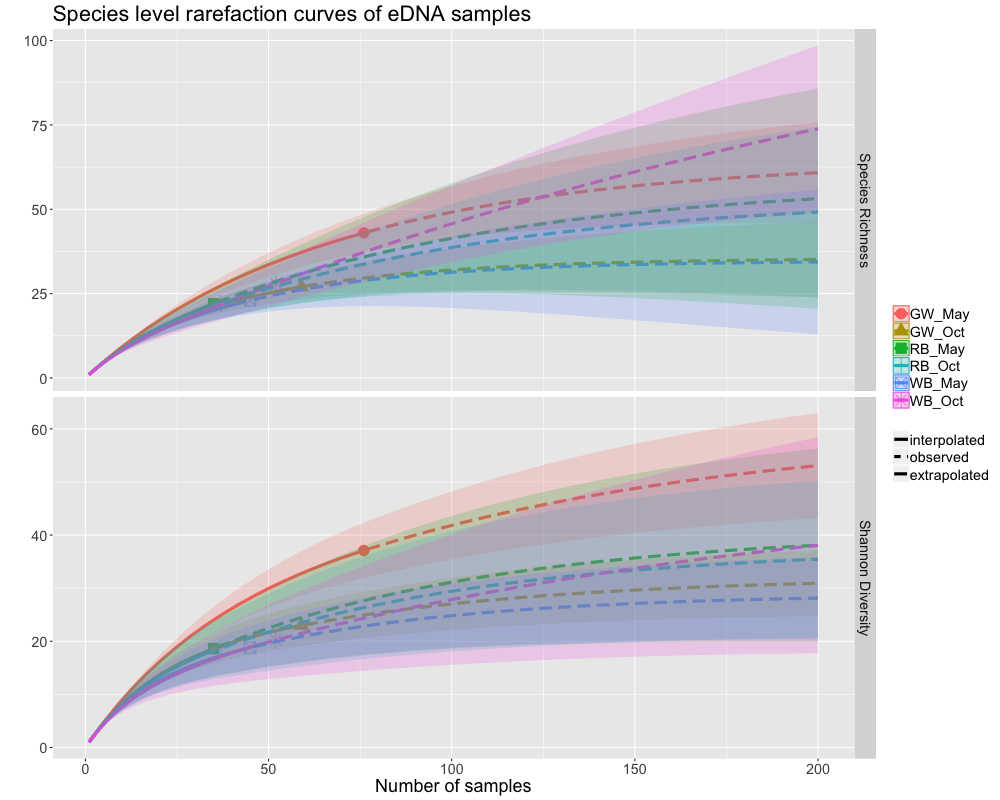 Species level rarefaction curves of eDNA samples
100
75
50
25
0
Species Richness
60
40
20
0
Shannon Diversity
0 50 100 150 200
Number of samples
GW_May
GW_Oct
RB_May
RB_Oct
WB_May
WB_Oct
interpolated
observed
extrapolated